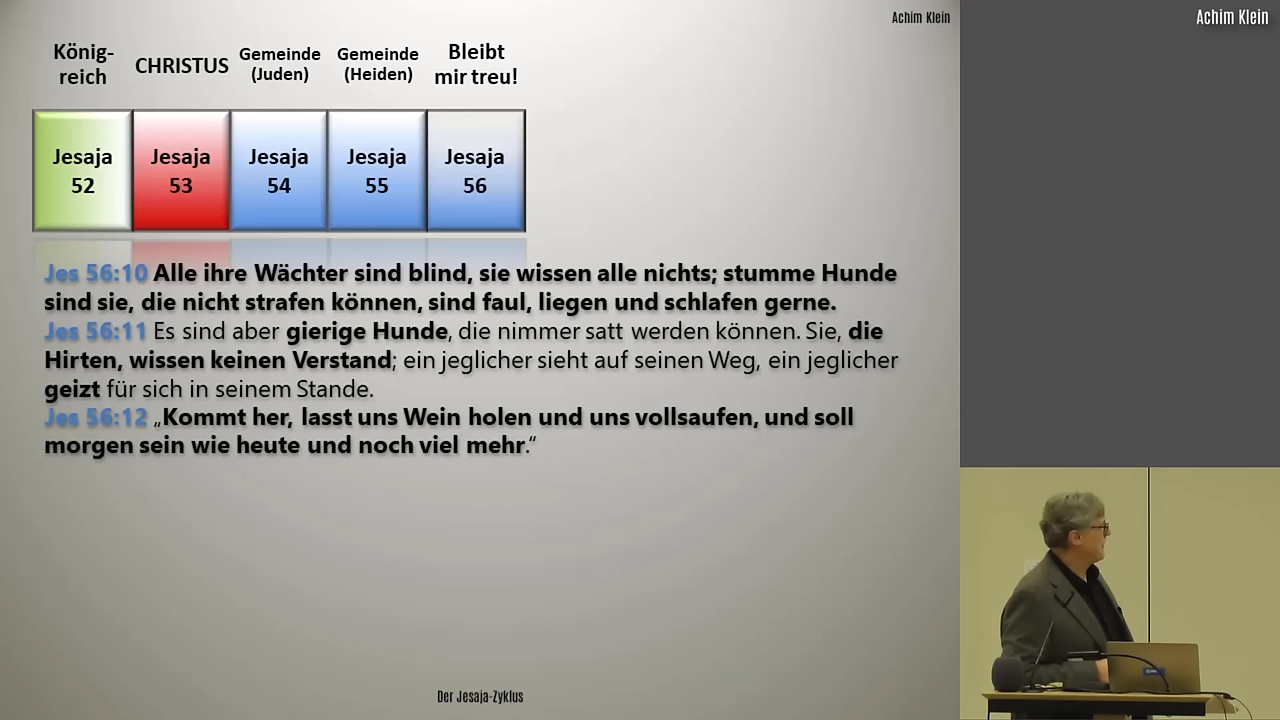 Achim Klein
Achim Klein
König-
reich
CHRISTUS
Gemeinde
(Juden)
Gemeinde
(Heiden)
Bleibt
mir treu!
Jesaja
52
Jesaja
53
Jesaja
54
Jesaja
55
Jesaja
56
Jes 56:10 Alle ihre Wächter sind blind, sie wissen alle nichts; stumme Hunde
sind sie, die nicht strafen können, sind faul, liegen und schlafen gerne.
Jes 56:11 Es sind aber gierige Hunde, die nimmer satt werden können. Sie, die
Hirten, wissen keinen Verstand; ein jeglicher sieht auf seinen Weg, ein jeglicher
geizt für sich in seinem Stande.
Jes 56:12 „Kommt her, lasst uns Wein holen und uns vollsaufen, und soll
morgen sein wie heute und noch viel mehr.“
Der Jesaja-Zyklus